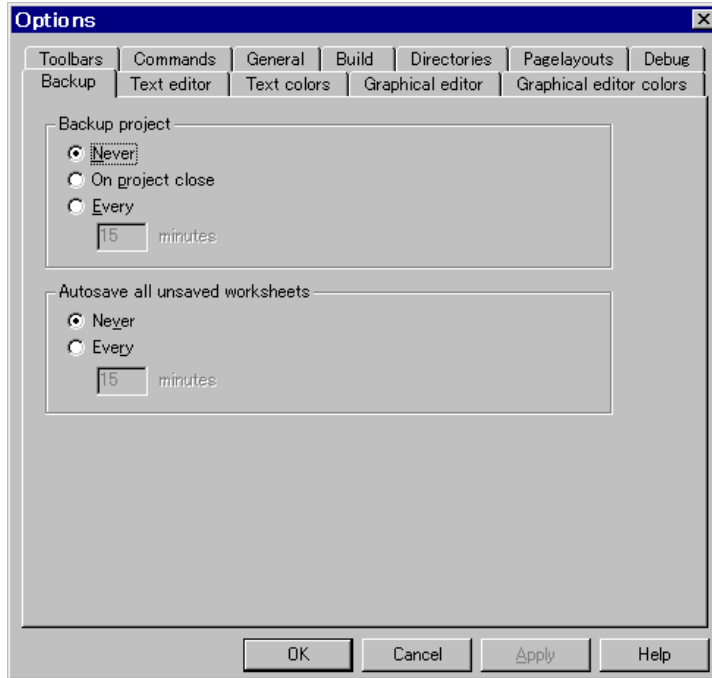 Options
Toolbars Commands General Build Directories Pagelayouts Debug
Backup Text editor Text colors Graphical editor Graphical editor colors
Backup project
Never
On project close
Every
15 minutes
Autosave all unsaved worksheets
Never
Every
15 minutes
OK Cancel Apply Help